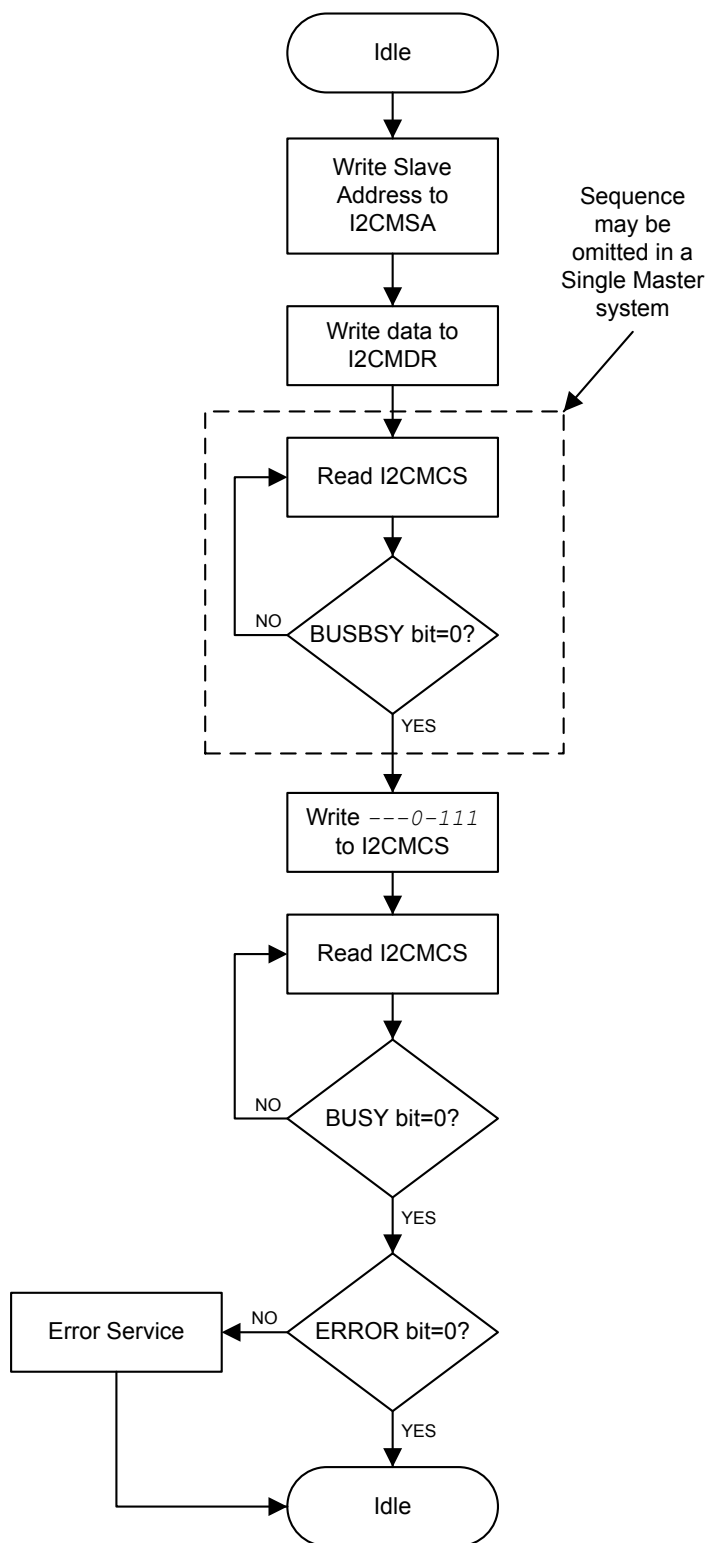 Idle
Write Slave
Address to
I2CMSA
Sequence
may be
omitted in a
Single Master
system
Write data to
I2CMDR
Read I2CMCS
NO
BUSBSY bit=0?
YES
Write ---0-111
to I2CMCS
Read I2CMCS
NO
BUSY bit=0?
YES
Error Service
NO
ERROR bit=0?
YES
Idle